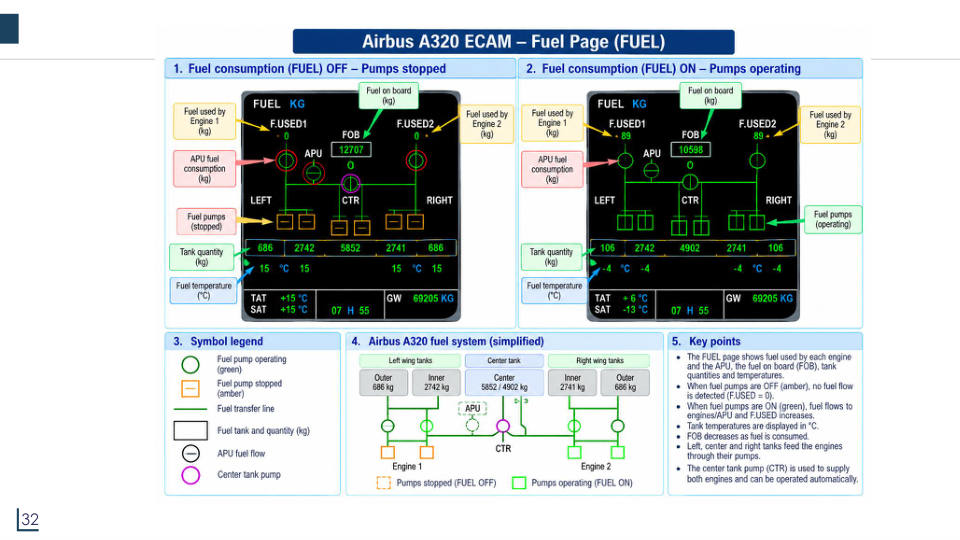 Airbus A320 ECAM – Fuel Page (FUEL)
1. Fuel consumption (FUEL) OFF – Pumps stopped
Fuel on board
(kg)
Fuel used by
Engine 1
(kg)
Fuel used by
Engine 2
(kg)
APU fuel
consumption
(kg)
Fuel pumps
(stopped)
Tank quantity
(kg)
Fuel temperature
(°C)
FUEL KG
F.USED1 F.USED2
0 FOB 0
12707
APU
LEFT CTR RIGHT
686 2742 5852 2741 686
15 °C 15 15 °C 15
TAT +15 °C GW 69205 KG
SAT +15 °C 07 H 55
2. Fuel consumption (FUEL) ON – Pumps operating
Fuel on board
(kg)
Fuel used by
Engine 1
(kg)
Fuel used by
Engine 2
(kg)
APU fuel
consumption
(kg)
Fuel pumps
(operating)
Tank quantity
(kg)
Fuel temperature
(°C)
FUEL KG
F.USED1 F.USED2
89 FOB 89
10598
APU
LEFT CTR RIGHT
106 2742 4902 2741 106
-4 °C -4 -4 °C -4
TAT + 6 °C GW 69205 KG
SAT -13 °C 07 H 55
3. Symbol legend
Fuel pump operating
(green)
Fuel pump stopped
(amber)
Fuel transfer line
Fuel tank and quantity (kg)
APU fuel flow
Center tank pump
4. Airbus A320 fuel system (simplified)
Left wing tanks Center tank Right wing tanks
Outer Inner Center Inner Outer
686 kg 2742 kg 5852 / 4902 kg 2741 kg 686 kg
APU
CTR
Engine 1 Engine 2
Pumps stopped (FUEL OFF) Pumps operating (FUEL ON)
5. Key points
• The FUEL page shows fuel used by each engine
and the APU, the fuel on board (FOB), tank
quantities and temperatures.
• When fuel pumps are OFF (amber), no fuel flow
is detected (F.USED = 0).
• When fuel pumps are ON (green), fuel flows to
engines/APU and F.USED increases.
• Tank temperatures are displayed in °C.
• FOB decreases as fuel is consumed.
• Left, center and right tanks feed the engines
through their pumps.
• The center tank pump (CTR) is used to supply
both engines and can be operated automatically.
32